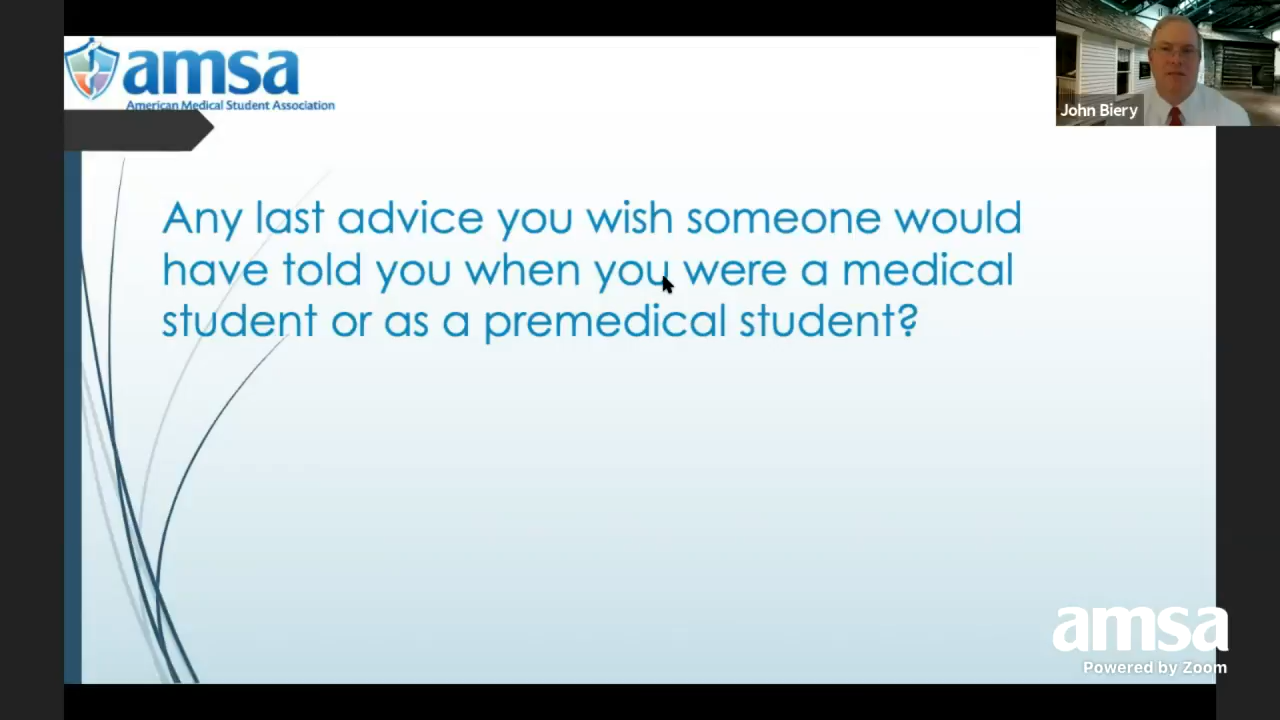 amsa
American Medical Student Association
John Biery
Any last advice you wish someone would
have told you when you were a medical
student or as a premedical student?
amsa
Powered by Zoom